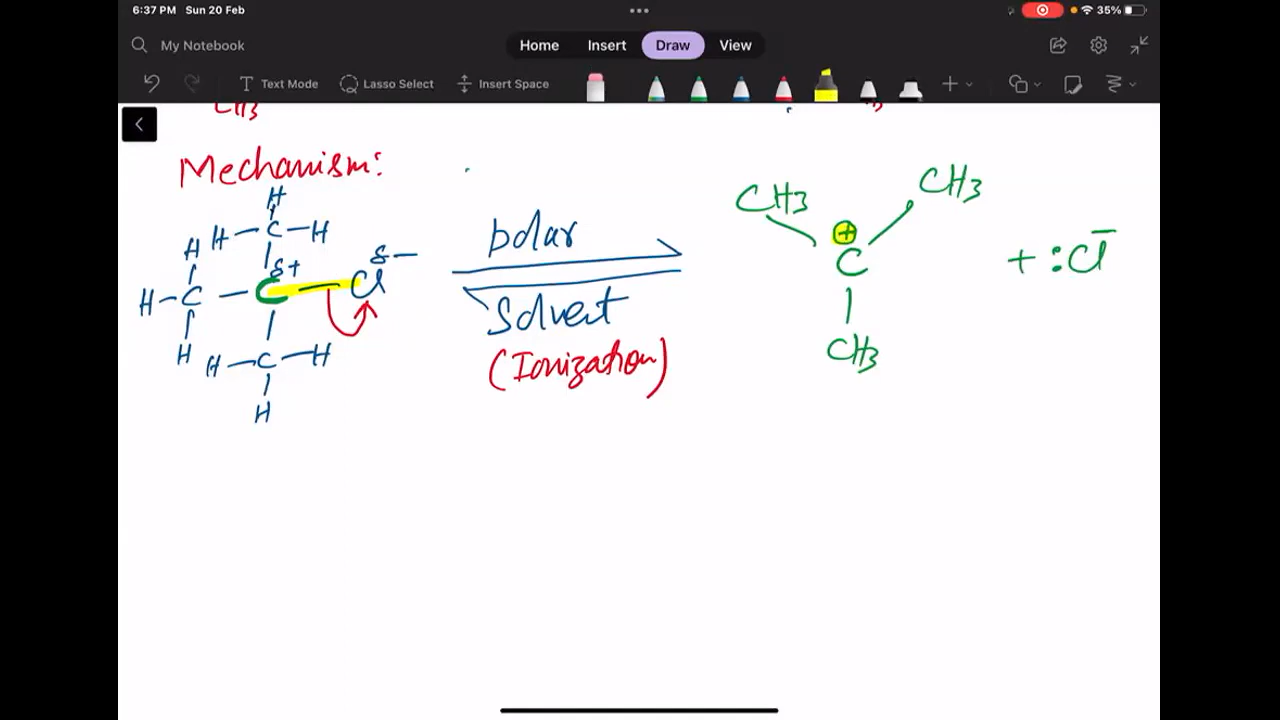 6:37 PM Sun 20 Feb
35%
My Notebook
Home Insert Draw View
Text Mode Lasso Select Insert Space
CH3
Mechanism:
H
H-C-H
H
δ+
δ-
H-C-C-Cl
H
H-C-H
H
polar
Solvent
(Ionization)
CH3
CH3
+
C
CH3
+ :Cl-